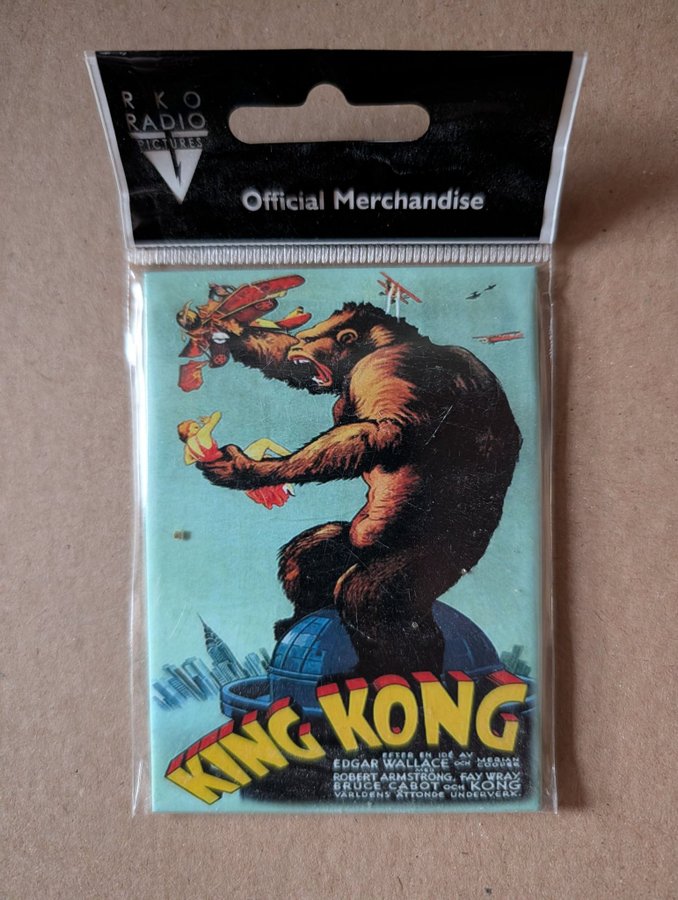 RKO
RADIO
PICTURES
Official Merchandise
KING KONG
EFTER EN IDÉ AV
EDGAR WALLACE OCH MERIAN COOPER
MED
ROBERT ARMSTRONG, FAY WRAY
BRUCE CABOT OCH KONG
VÄRLDENS ÅTTONDE UNDERVERK.